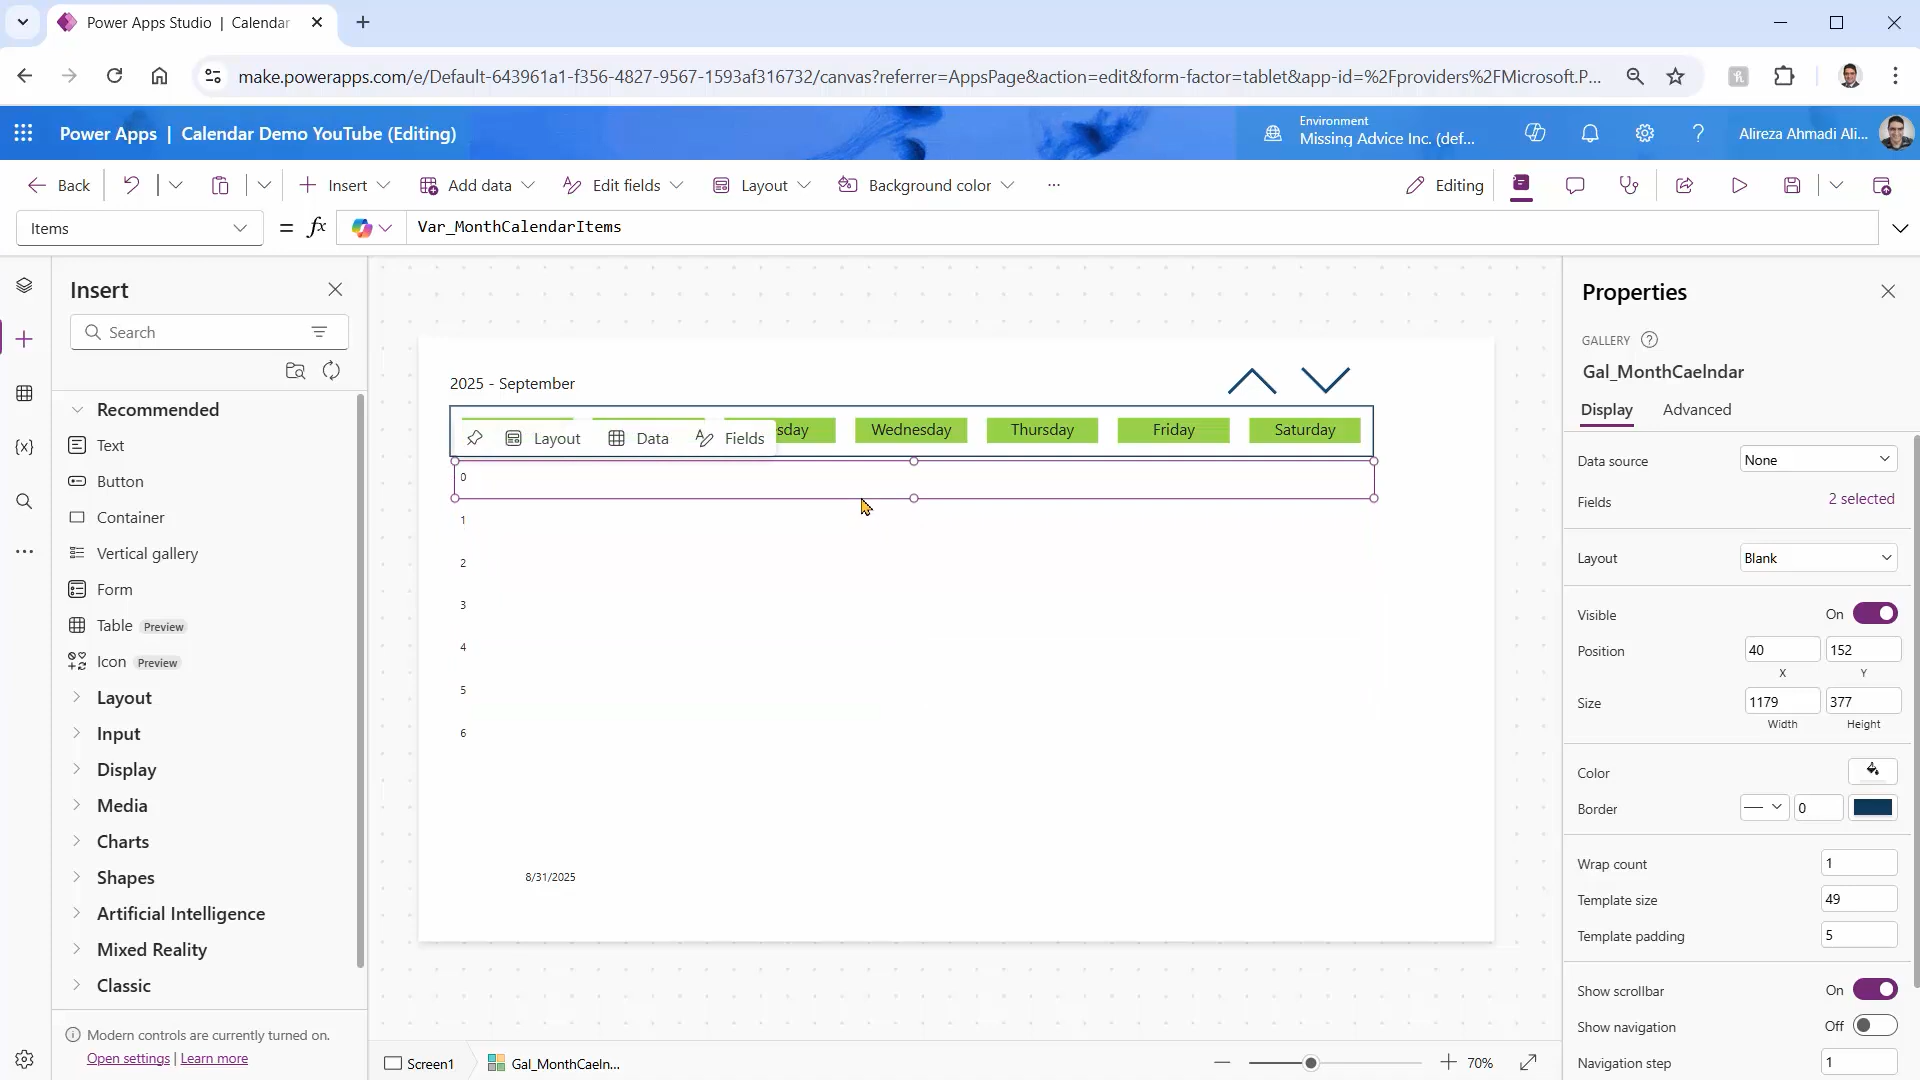 Power Apps Studio | Calendar
make.powerapps.com/e/Default-643961a1-f356-4827-9567-1593af316732/canvas?referrer=AppsPage&action=edit&form-factor=tablet&app-id=%2Fproviders%2FMicrosoft.P...
Power Apps | Calendar Demo YouTube (Editing)
Environment
Missing Advice Inc. (def...
Alireza Ahmadi Ali...
Back
Insert
Add data
Edit fields
Layout
Background color
...
Editing
Items
= fx
Var_MonthCalendarItems
Insert
Search
Recommended
Text
Button
Container
Vertical gallery
Form
Table Preview
Icon Preview
Layout
Input
Display
Media
Charts
Shapes
Artificial Intelligence
Mixed Reality
Classic
Modern controls are currently turned on.
Open settings | Learn more
2025 - September
sday Wednesday Thursday Friday Saturday
Layout Data Fields
0
1
2
3
4
5
6
8/31/2025
Screen1
Gal_MonthCaeln...
70%
Properties
GALLERY
Gal_MonthCaelndar
Display Advanced
Data source None
Fields 2 selected
Layout Blank
Visible On
Position 40 152
X Y
Size 1179 377
Width Height
Color
Border 0
Wrap count 1
Template size 49
Template padding 5
Show scrollbar On
Show navigation Off
Navigation step 1